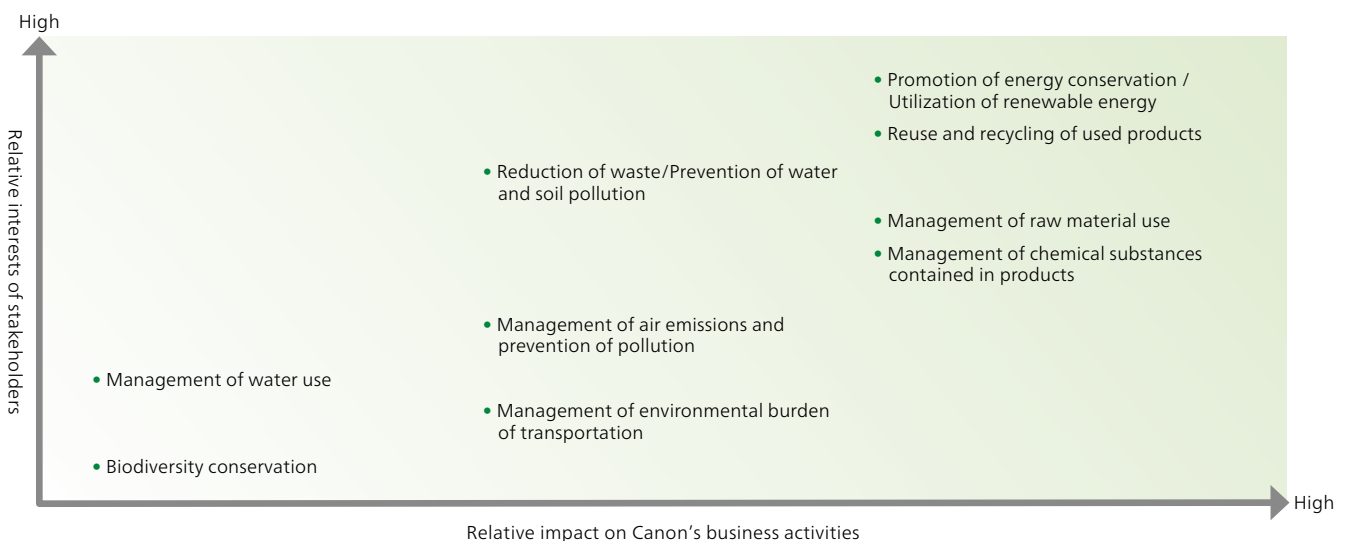 High
Relative interests of stakeholders
• Promotion of energy conservation /
Utilization of renewable energy
• Reuse and recycling of used products
• Reduction of waste/Prevention of water
and soil pollution
• Management of raw material use
• Management of chemical substances
contained in products
• Management of air emissions and
prevention of pollution
• Management of water use
• Management of environmental burden
of transportation
• Biodiversity conservation
High
Relative impact on Canon’s business activities